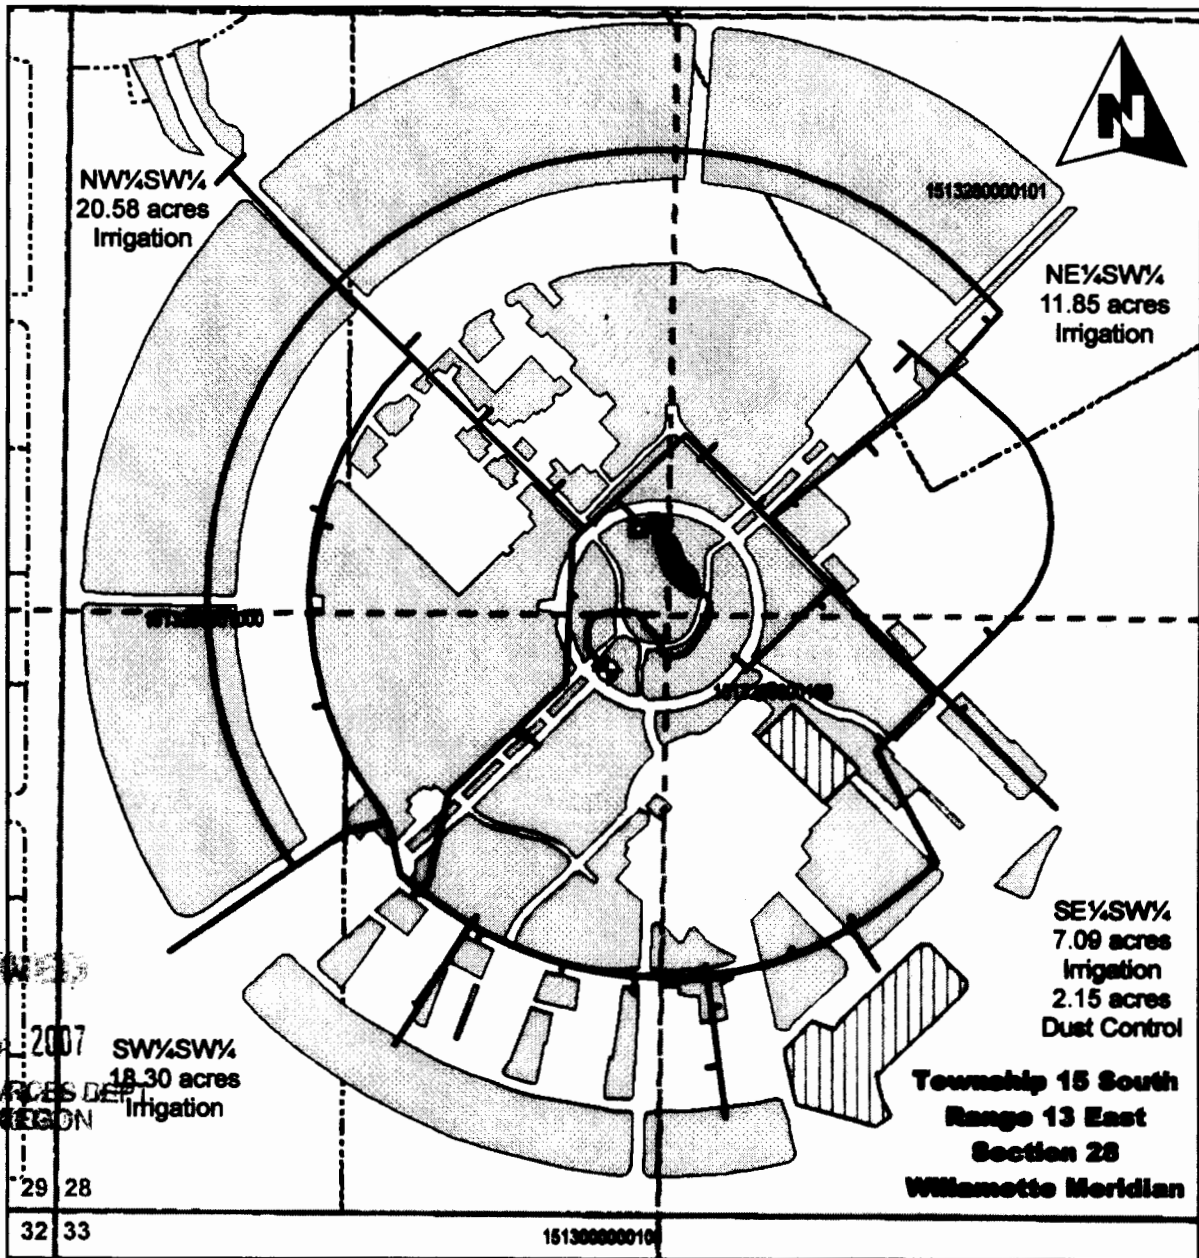 N
NW¼SW¼
20.58 acres
Irrigation
1513280000101
NE¼SW¼
11.85 acres
Irrigation
SE¼SW¼
7.09 acres
Irrigation
2.15 acres
Dust Control
2007
SW¼SW¼
18.30 acres
Irrigation
DEPT
Township 15 South
Range 13 East
Section 28
Willamette Meridian
29 28
32 33